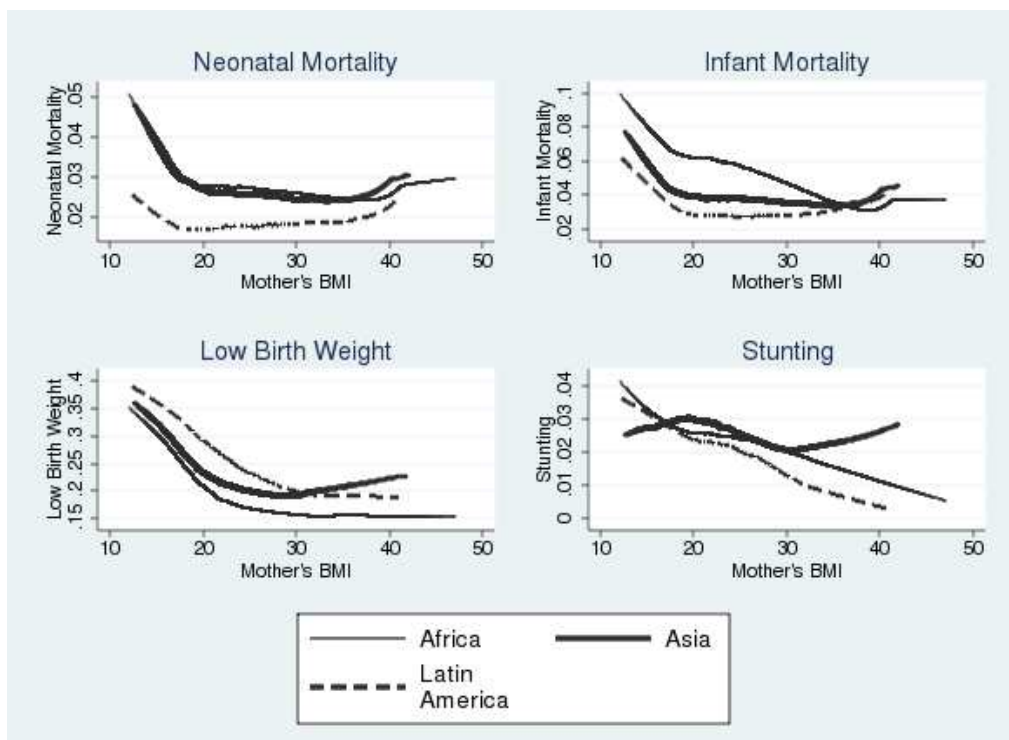 Neonatal Mortality
Neonatal Mortality
.02 .03 .04 .05
10 20 30 40 50
Mother's BMI
Infant Mortality
Infant Mortality
.02 .04 .06 .08 .1
10 20 30 40 50
Mother's BMI
Low Birth Weight
Low Birth Weight
.15 .2 .25 .3 .35 .4
10 20 30 40 50
Mother's BMI
Stunting
Stunting
0 .01 .02 .03 .04
10 20 30 40 50
Mother's BMI
Africa Asia
Latin
America